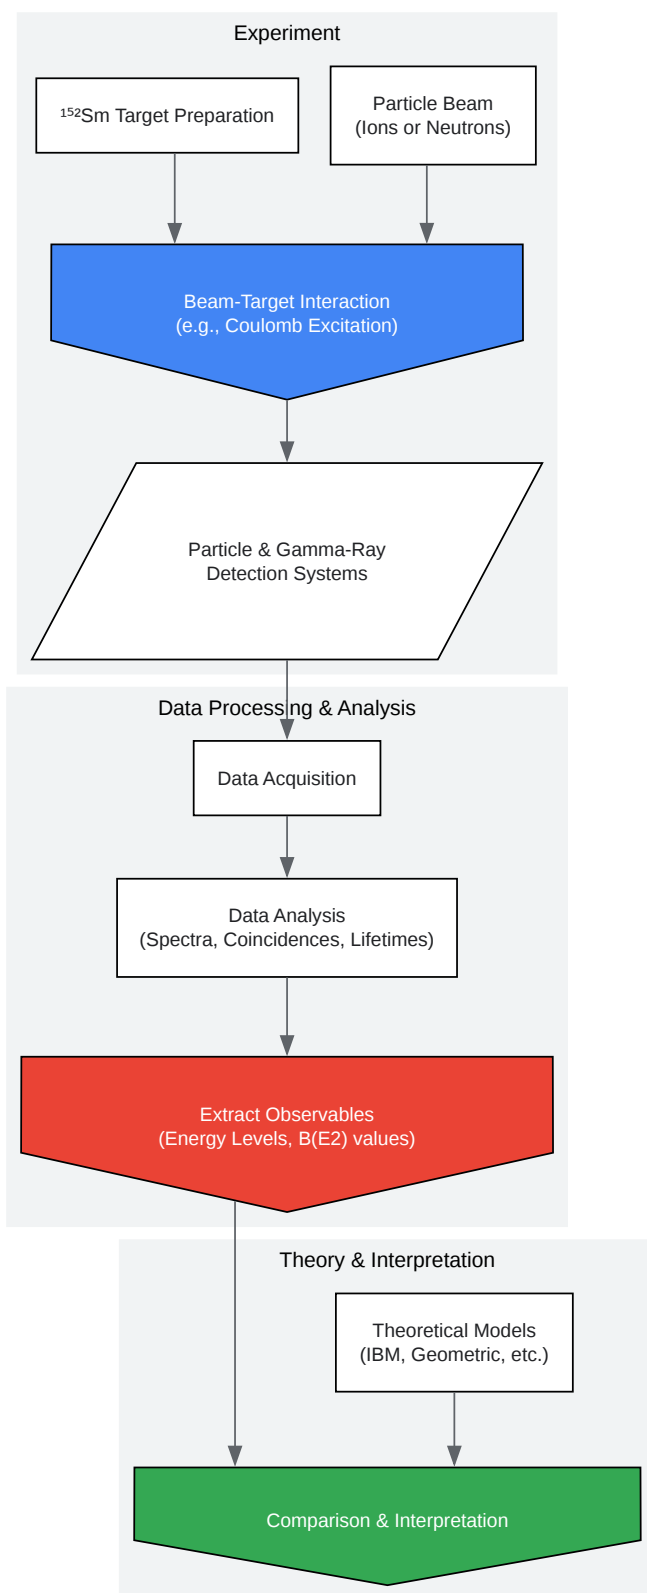 Experiment
¹⁵²Sm Target Preparation
Particle Beam
(Ions or Neutrons)
Beam-Target Interaction
(e.g., Coulomb Excitation)
Particle & Gamma-Ray
Detection Systems
Data Processing & Analysis
Data Acquisition
Data Analysis
(Spectra, Coincidences, Lifetimes)
Extract Observables
(Energy Levels, B(E2) values)
Theory & Interpretation
Theoretical Models
(IBM, Geometric, etc.)
Comparison & Interpretation